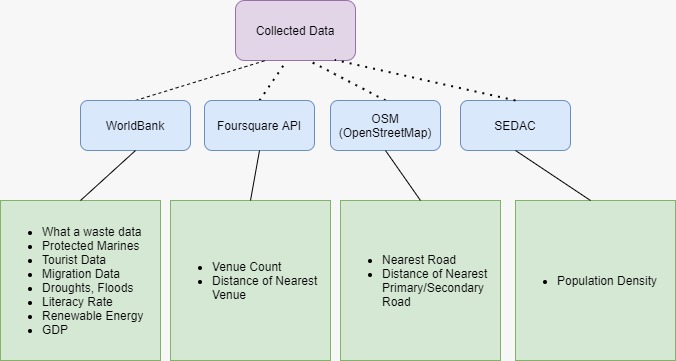 Collected Data
WorldBank
Foursquare API
OSM
(OpenStreetMap)
SEDAC
What a waste data
Protected Marines
Tourist Data
Migration Data
Droughts, Floods
Literacy Rate
Renewable Energy
GDP
Venue Count
Distance of Nearest
Venue
Nearest Road
Distance of Nearest
Primary/Secondary
Road
Population Density